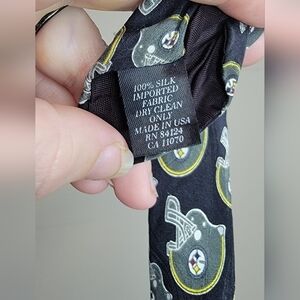 100% SILK
IMPORTED
FABRIC
DRY CLEAN
ONLY
MADE IN USA
RN 84124
CA 11070